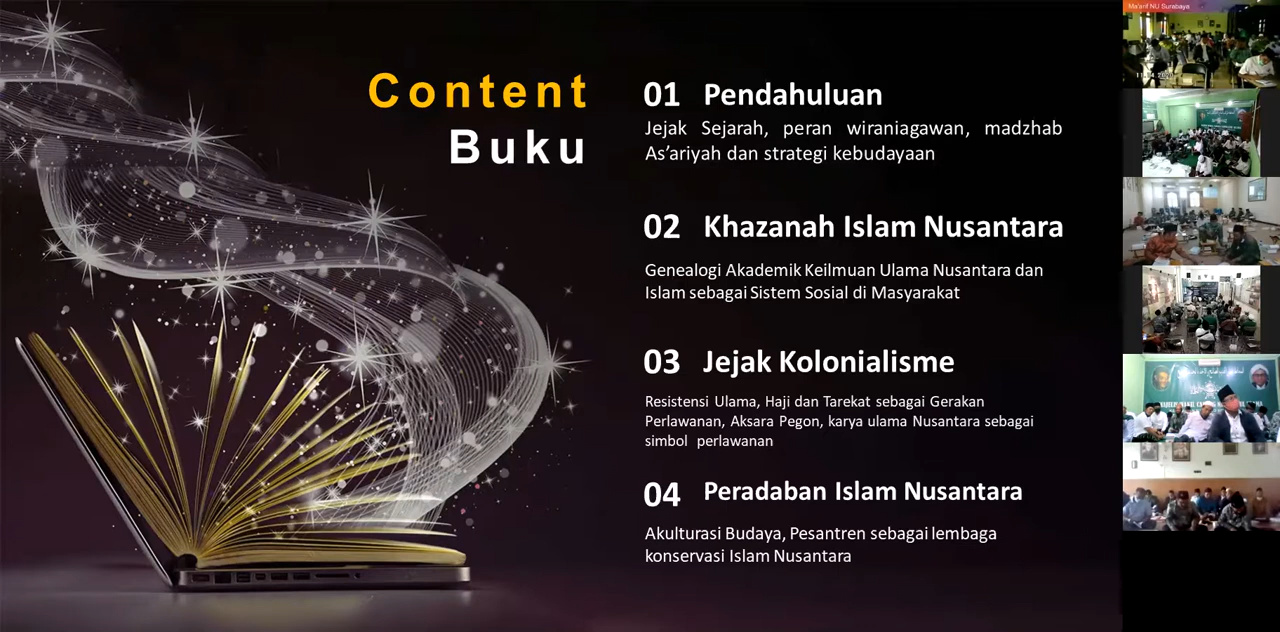 Content
Buku
01 Pendahuluan
Jejak Sejarah, peran wiraniagawan, madzhab
As’ariyah dan strategi kebudayaan
02 Khazanah Islam Nusantara
Genealogi Akademik Keilmuan Ulama Nusantara dan
Islam sebagai Sistem Sosial di Masyarakat
03 Jejak Kolonialisme
Resistensi Ulama, Haji dan Tarekat sebagai Gerakan
Perlawanan, Aksara Pegon, karya ulama Nusantara sebagai
simbol perlawanan
04 Peradaban Islam Nusantara
Akulturasi Budaya, Pesantren sebagai lembaga
konservasi Islam Nusantara
Ma'arif NU Surabaya